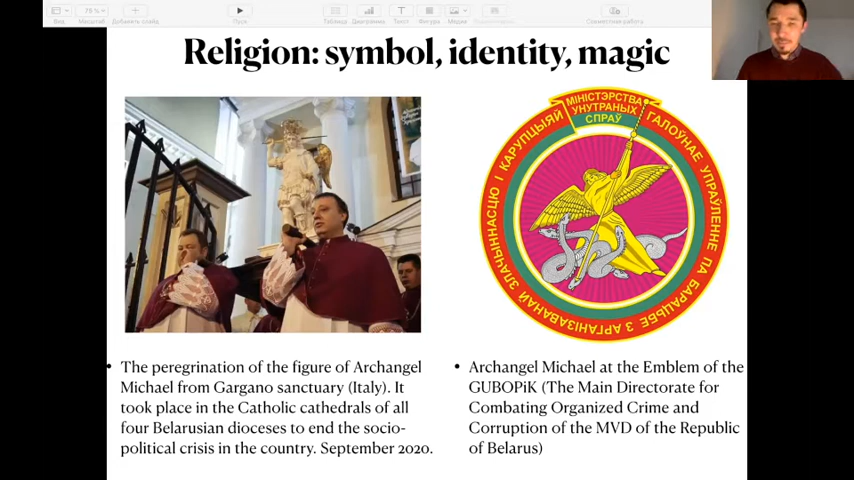 Вид
75 %
Масштаб
Добавить слайд
Пуск
Таблица
Диаграмма
Текст
Фигура
Медиа
Совместная работа
Religion: symbol, identity, magic
МІНІСТЭРСТВА
УНУТРАНЫХ
СПРАЎ
ГАЛОЎНАЕ УПРАЎЛЕННЕ ПА БАРАЦЬБЕ З АРГАНІЗАВАНАЙ ЗЛАЧЫННАСЦЮ І КАРУПЦЫЯЙ
• The peregrination of the figure of Archangel
Michael from Gargano sanctuary (Italy). It
took place in the Catholic cathedrals of all
four Belarusian dioceses to end the socio-
political crisis in the country. September 2020.
• Archangel Michael at the Emblem of the
GUBOPiK (The Main Directorate for
Combating Organized Crime and
Corruption of the MVD of the Republic
of Belarus)